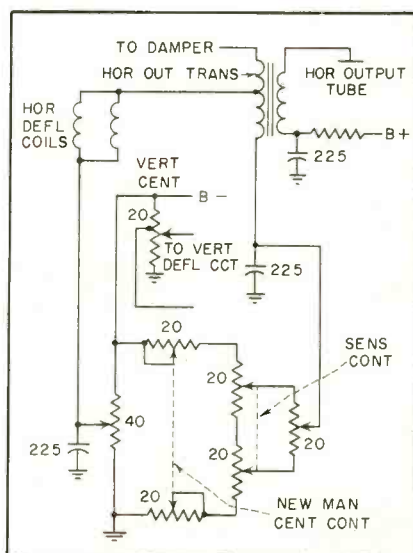 TO DAMPER
HOR OUT TRANS
HOR OUTPUT
TUBE
HOR
DEFL
COILS
B+
225
VERT
CENT
B-
20
TO VERT
DEFL CCT
225
20
SENS
CONT
20
40
20
225
20
20
NEW MAN
CENT CONT